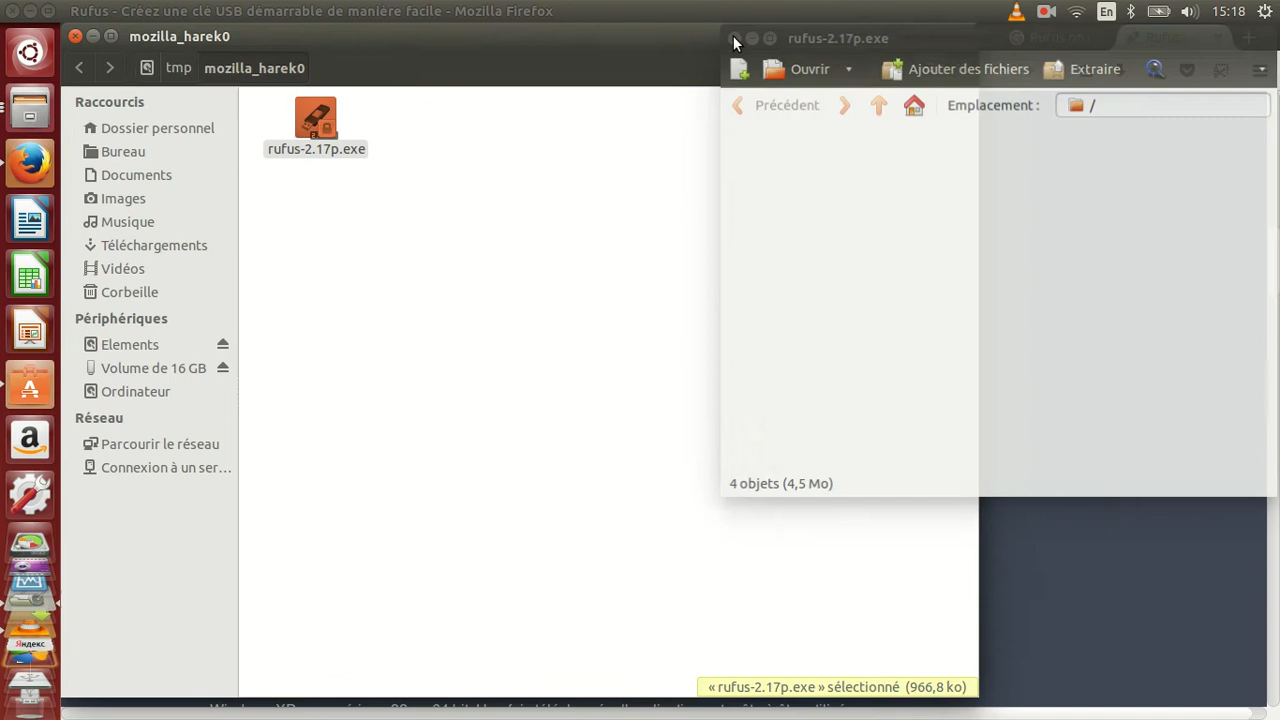 Rufus - Créez une clé USB démarrable de manière facile - Mozilla Firefox
En
15:18
mozilla_harek0
rufus-2.17p.exe
tmp
mozilla_harek0
Ouvrir
Ajouter des fichiers
Extraire
Précédent
Emplacement :
/
Raccourcis
Dossier personnel
Bureau
Documents
Images
Musique
Téléchargements
Vidéos
Corbeille
Périphériques
Elements
Volume de 16 GB
Ordinateur
Réseau
Parcourir le réseau
Connexion à un ser…
rufus-2.17p.exe
4 objets (4,5 Mo)
« rufus-2.17p.exe » sélectionné (966,8 ko)
Яндекс